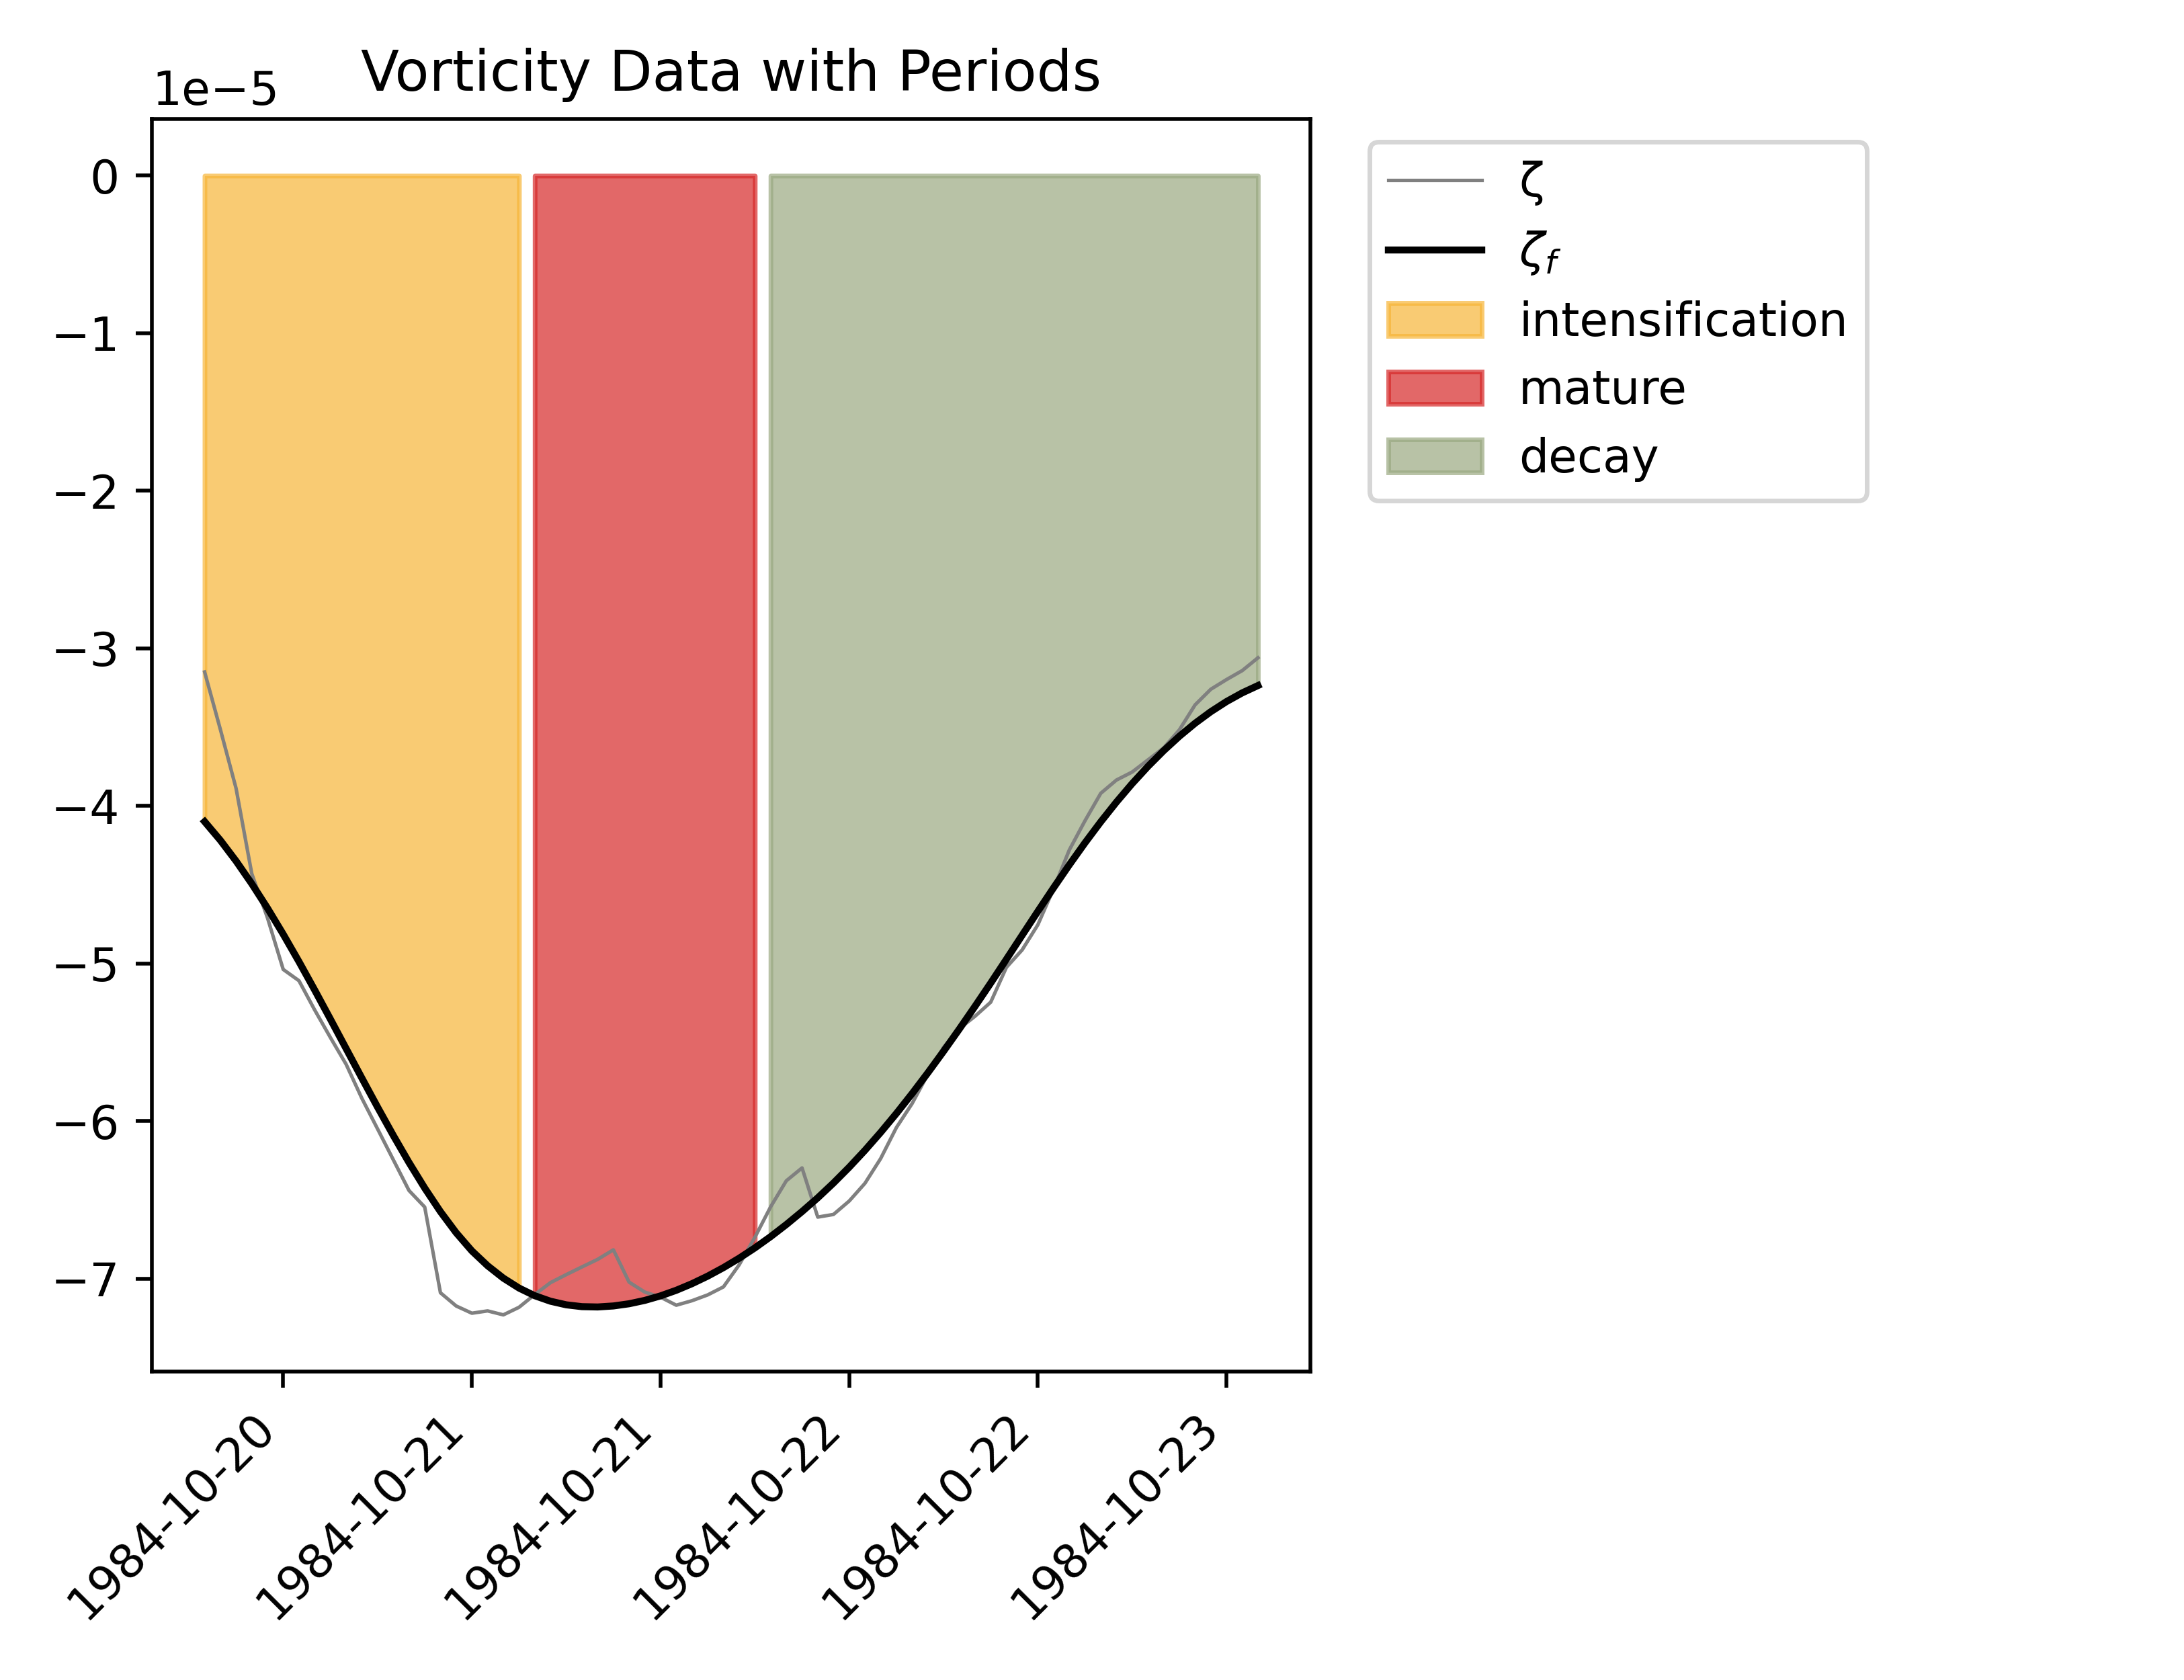 Vorticity Data with Periods
1e−5
0
−1
−2
−3
−4
−5
−6
−7
1984-10-20
1984-10-21
1984-10-21
1984-10-22
1984-10-22
1984-10-23
ζ
ζf
intensification
mature
decay